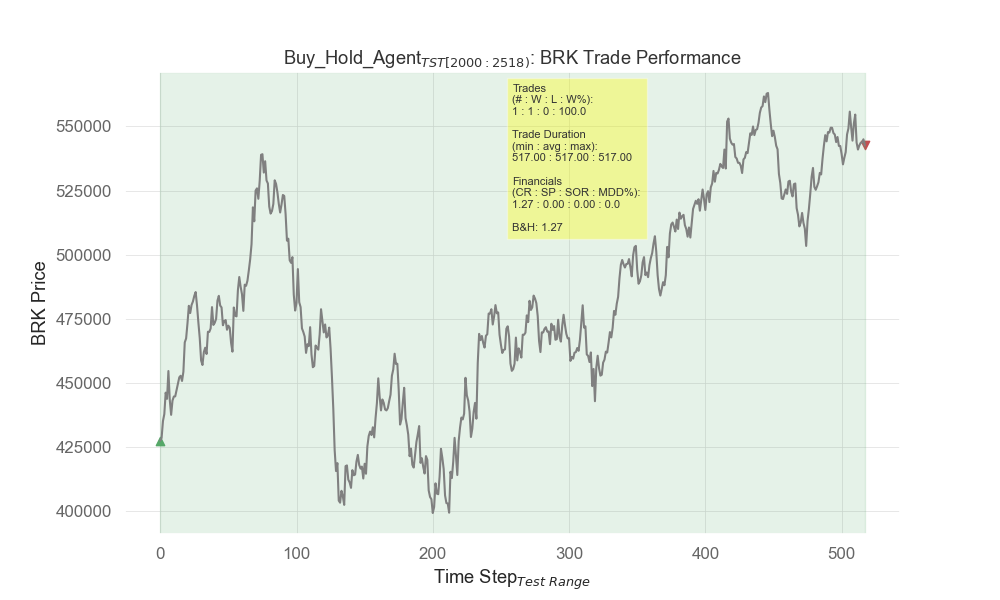 Buy_Hold_Agent_TST[2000:2518): BRK Trade Performance
Trades
(# : W : L : W%):
1 : 1 : 0 : 100.0
Trade Duration
(min : avg : max):
517.00 : 517.00 : 517.00
Financials
(CR : SP : SOR : MDD%):
1.27 : 0.00 : 0.00 : 0.0
B&H: 1.27
BRK Price
550000
525000
500000
475000
450000
425000
400000
0 100 200 300 400 500
Time Step Test Range